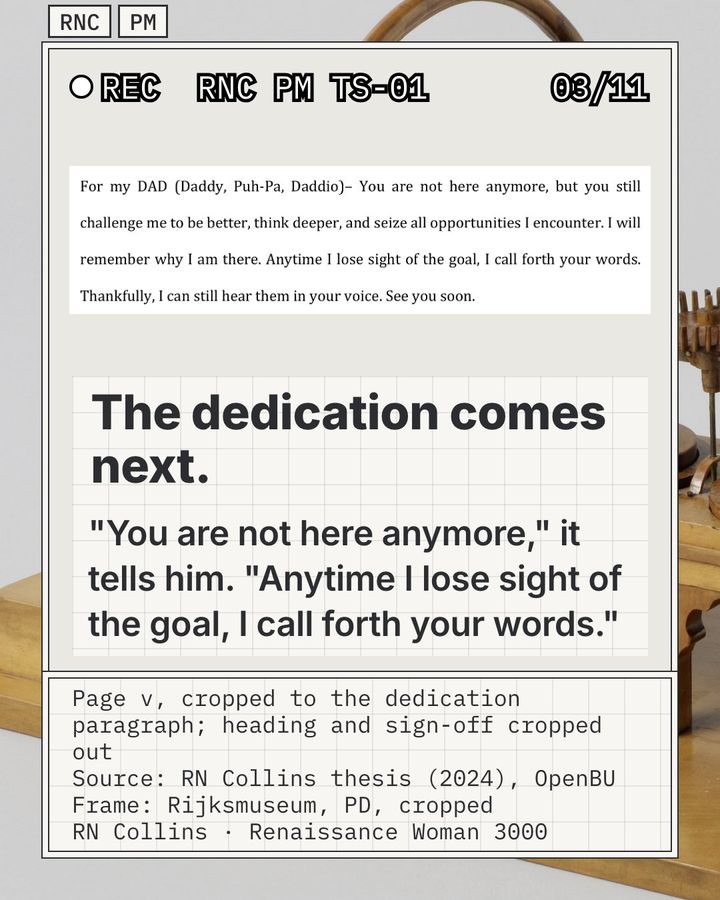 RNC PM
REC RNC PM TS-01 03/11
For my DAD (Daddy, Puh-Pa, Daddio)– You are not here anymore, but you still
challenge me to be better, think deeper, and seize all opportunities I encounter. I will
remember why I am there. Anytime I lose sight of the goal, I call forth your words.
Thankfully, I can still hear them in your voice. See you soon.
The dedication comes
next.
"You are not here anymore," it
tells him. "Anytime I lose sight of
the goal, I call forth your words."
Page v, cropped to the dedication
paragraph; heading and sign-off cropped
out
Source: RN Collins thesis (2024), OpenBU
Frame: Rijksmuseum, PD, cropped
RN Collins · Renaissance Woman 3000